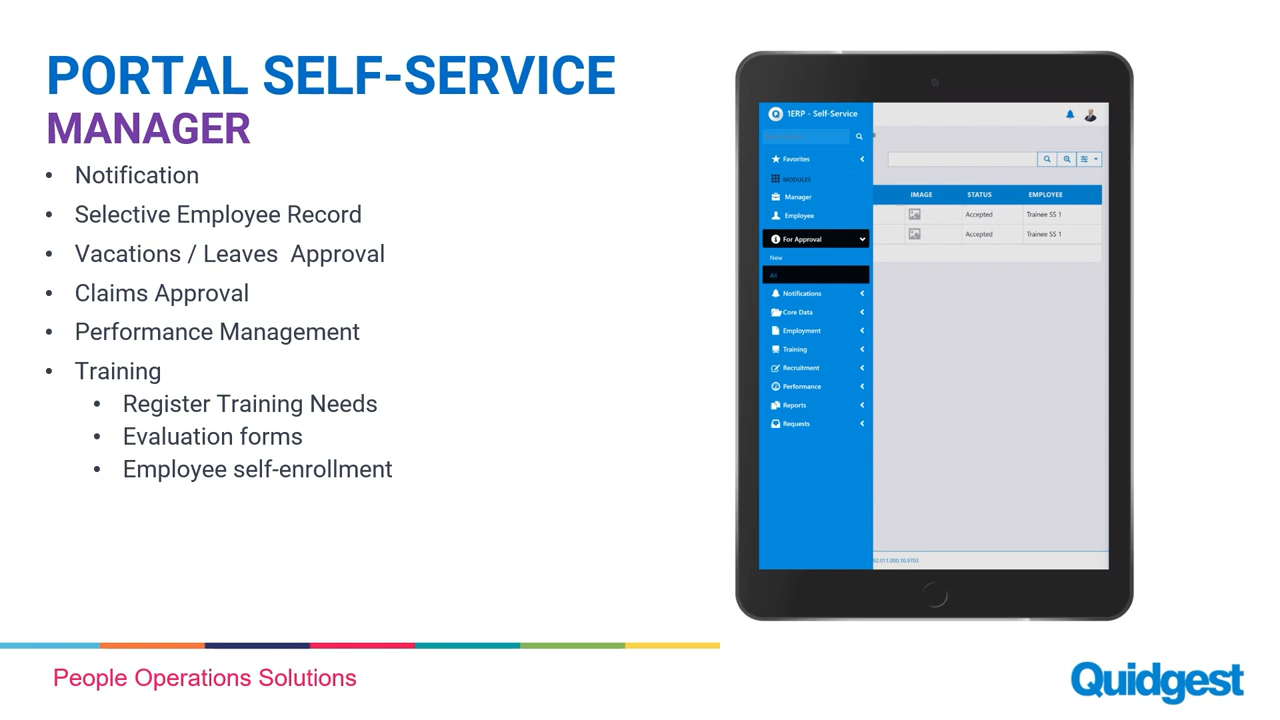 PORTAL SELF-SERVICE
MANAGER
• Notification
• Selective Employee Record
• Vacations / Leaves Approval
• Claims Approval
• Performance Management
• Training
• Register Training Needs
• Evaluation forms
• Employee self-enrollment
1ERP - Self-Service
Favorites
MODULES
Manager
Employee
For Approval
New
All
Notifications
Core Data
Employment
Training
Recruitment
Performance
Reports
Requests
IMAGE STATUS EMPLOYEE
Accepted Trainee SS 1
Accepted Trainee SS 1
People Operations Solutions
Quidgest